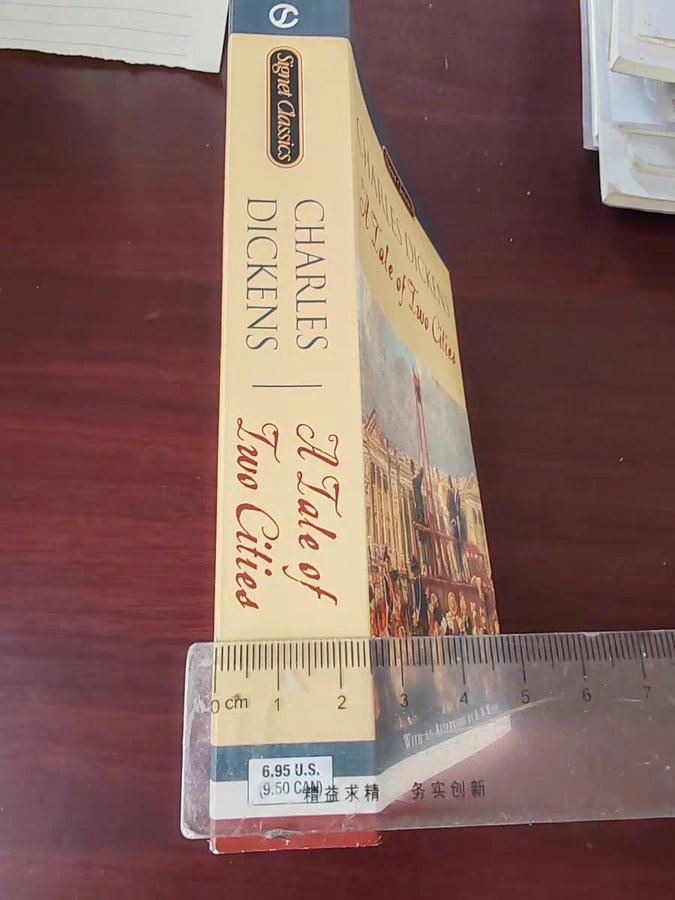 Signet Classics
CHARLES
DICKENS
A Tale of
Two Cities
CHARLES DICKENS
A Tale of Two Cities
0 cm 1 2 3 4 5 6 7
6.95 U.S.
(9.50 CAN)
精益求精 务实创新